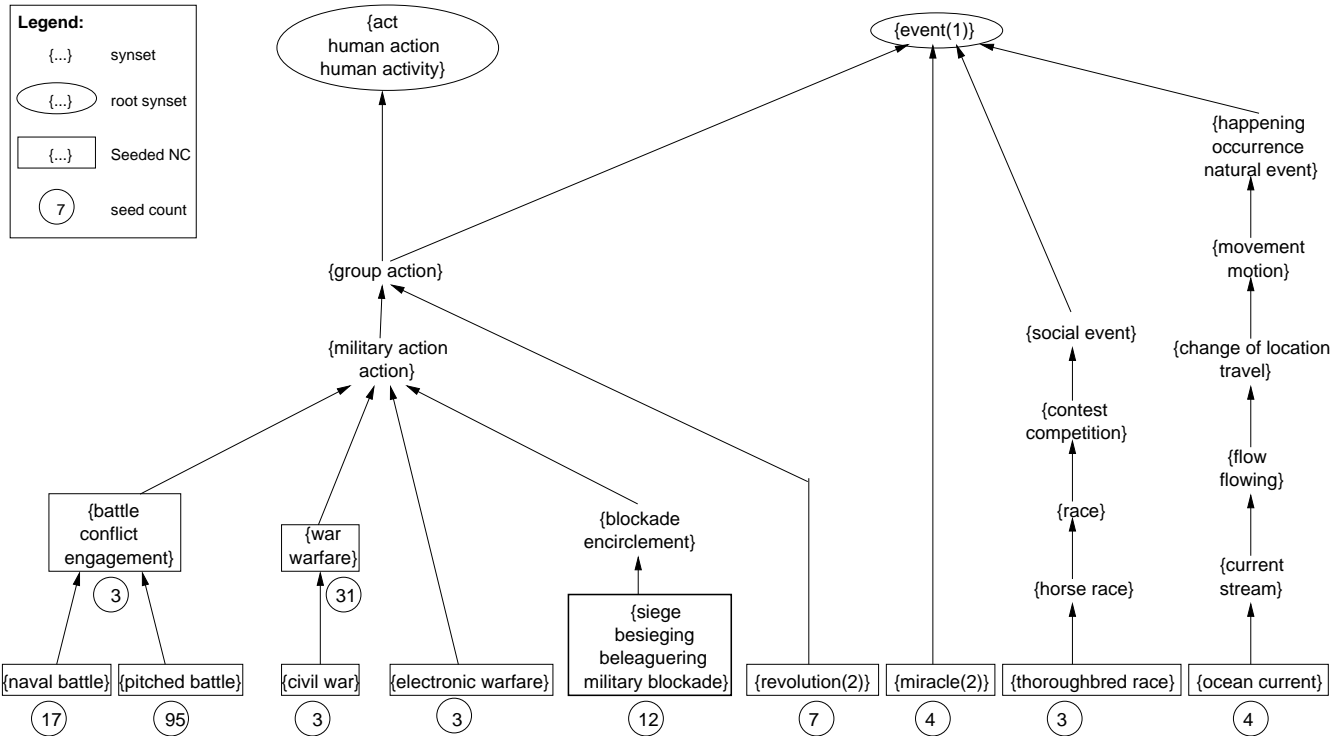 Legend:
{...} synset
{...} root synset
{...} Seeded NC
7 seed count
{act
human action
human activity}
{event(1)}
{happening
occurrence
natural event}
{group action}
{movement
motion}
{military action
action}
{social event}
{change of location
travel}
{contest
competition}
{flow
flowing}
{battle
conflict
engagement}
3
{war
warfare}
31
{blockade
encirclement}
{race}
{horse race}
{current
stream}
{siege
besieging
beleaguering
military blockade}
{naval battle}
{pitched battle}
{civil war}
{electronic warfare}
{revolution(2)}
{miracle(2)}
{thoroughbred race}
{ocean current}
17
95
3
3
12
7
4
3
4